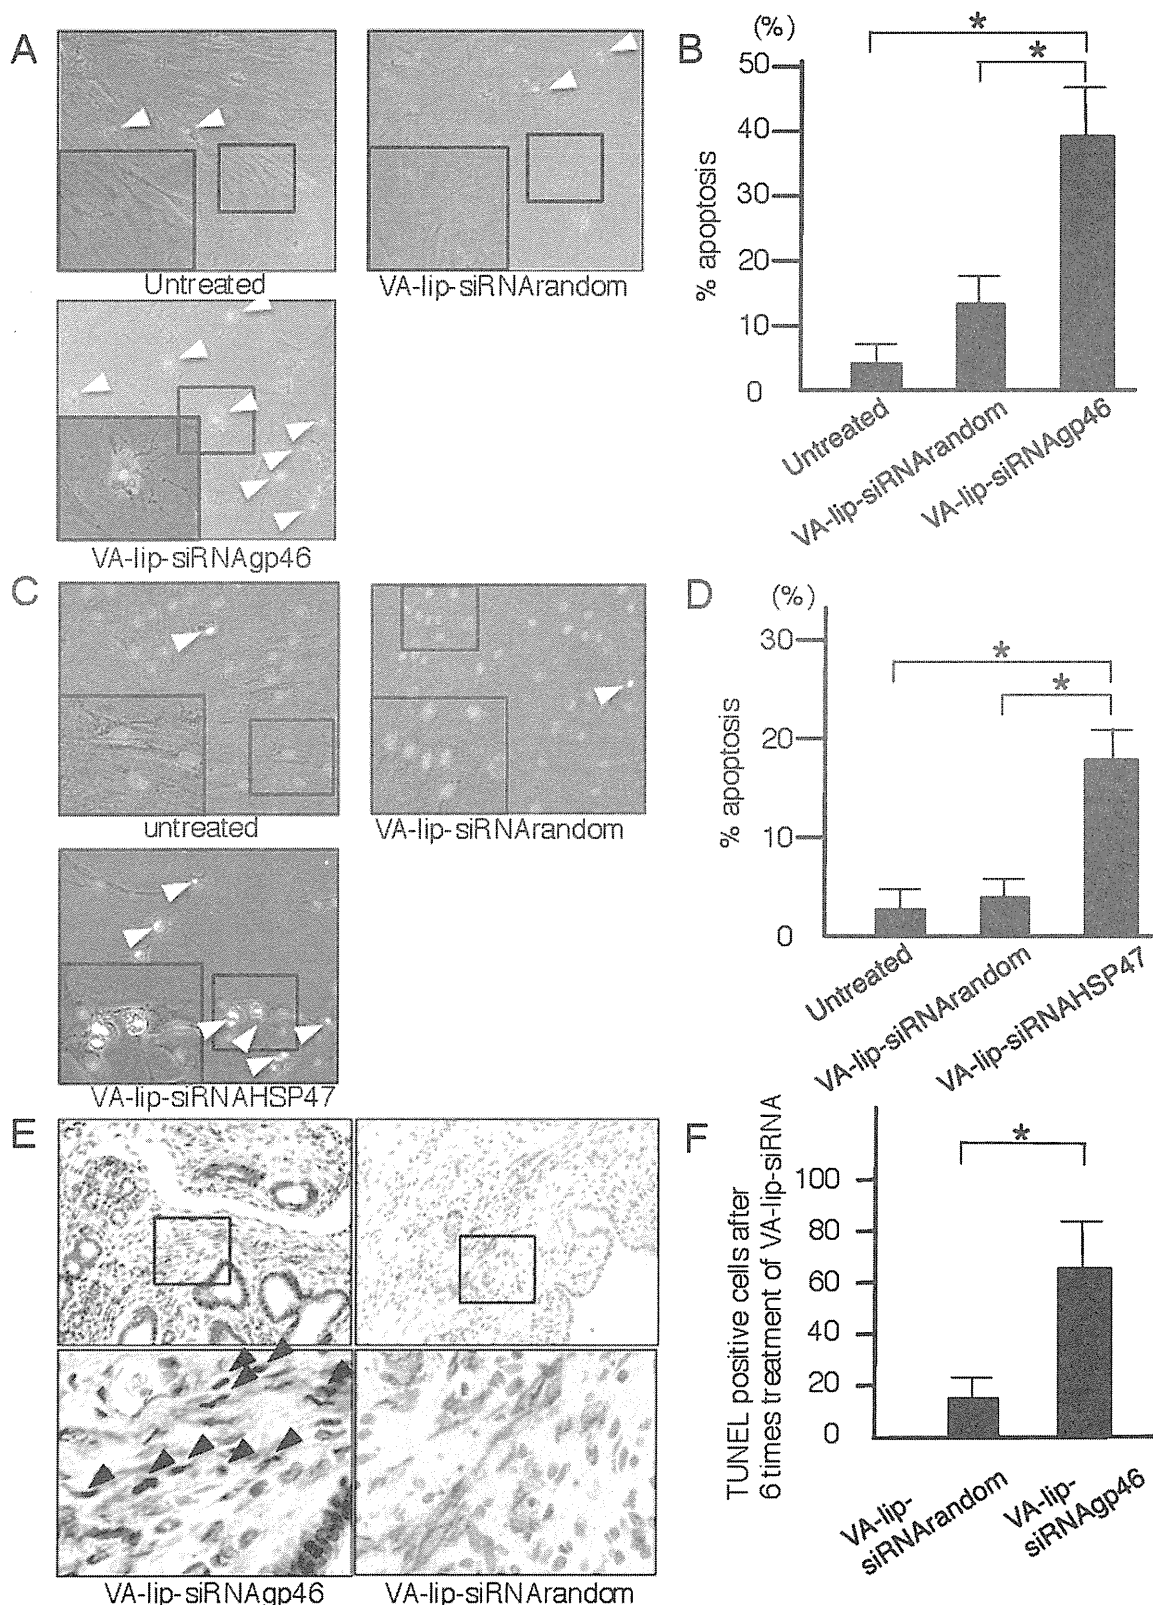 A
Untreated
VA-lip-siRNArandom
VA-lip-siRNAgp46
B
(%)
% apoptosis
50
40
30
20
10
0
*
*
Untreated
VA-lip-siRNArandom
VA-lip-siRNAgp46
C
untreated
VA-lip-siRNArandom
VA-lip-siRNAHSP47
D
(%)
% apoptosis
30
20
10
0
*
*
Untreated
VA-lip-siRNArandom
VA-lip-siRNAHSP47
E
VA-lip-siRNAgp46
VA-lip-siRNArandom
F
TUNEL positive cells after
6 times treatment of VA-lip-siRNA
100
80
60
40
20
0
*
VA-lip-
siRNArandom
VA-lip-
siRNAgp46